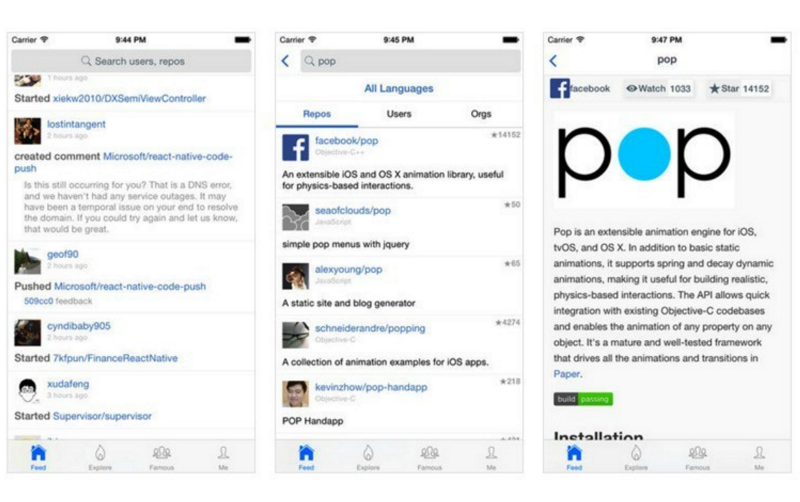 Carrier 9:44 PM
Search users, repos
1 hours ago
Started xiekw2010/DXSemiViewController
lostintangent
2 hours ago
created comment Microsoft/react-native-code-
push
Is this still occurring for you? That is a DNS error,
and we haven't had any service outages. It may
have been a temporal issue on your end to resolve
the domain. If you could try again and let us know,
that would be great.
geof90
2 hours ago
Pushed Microsoft/react-native-code-push
509cc0 feedback
cyndibaby905
2 hours ago
Started 7kfpun/FinanceReactNative
xudafeng
3 hours ago
Started Supervisor/supervisor
Feed Explore Famous Me
Carrier 9:45 PM
pop
All Languages
Repos Users Orgs
facebook/pop ★14152
Objective-C++
An extensible iOS and OS X animation library, useful
for physics-based interactions.
seaofclouds/pop ★50
JavaScript
simple pop menus with jquery
alexyoung/pop ★65
JavaScript
A static site and blog generator
schneiderandre/popping ★4274
Objective-C
A collection of animation examples for iOS apps.
kevinzhow/pop-handapp ★218
Objective-C
POP Handapp
Feed Explore Famous Me
Carrier 9:47 PM
pop
facebook Watch 1033 Star 14152
pop
Pop is an extensible animation engine for iOS,
tvOS, and OS X. In addition to basic static
animations, it supports spring and decay dynamic
animations, making it useful for building realistic,
physics-based interactions. The API allows quick
integration with existing Objective-C codebases
and enables the animation of any property on any
object. It's a mature and well-tested framework
that drives all the animations and transitions in
Paper.
build passing
Installation
Feed Explore Famous Me